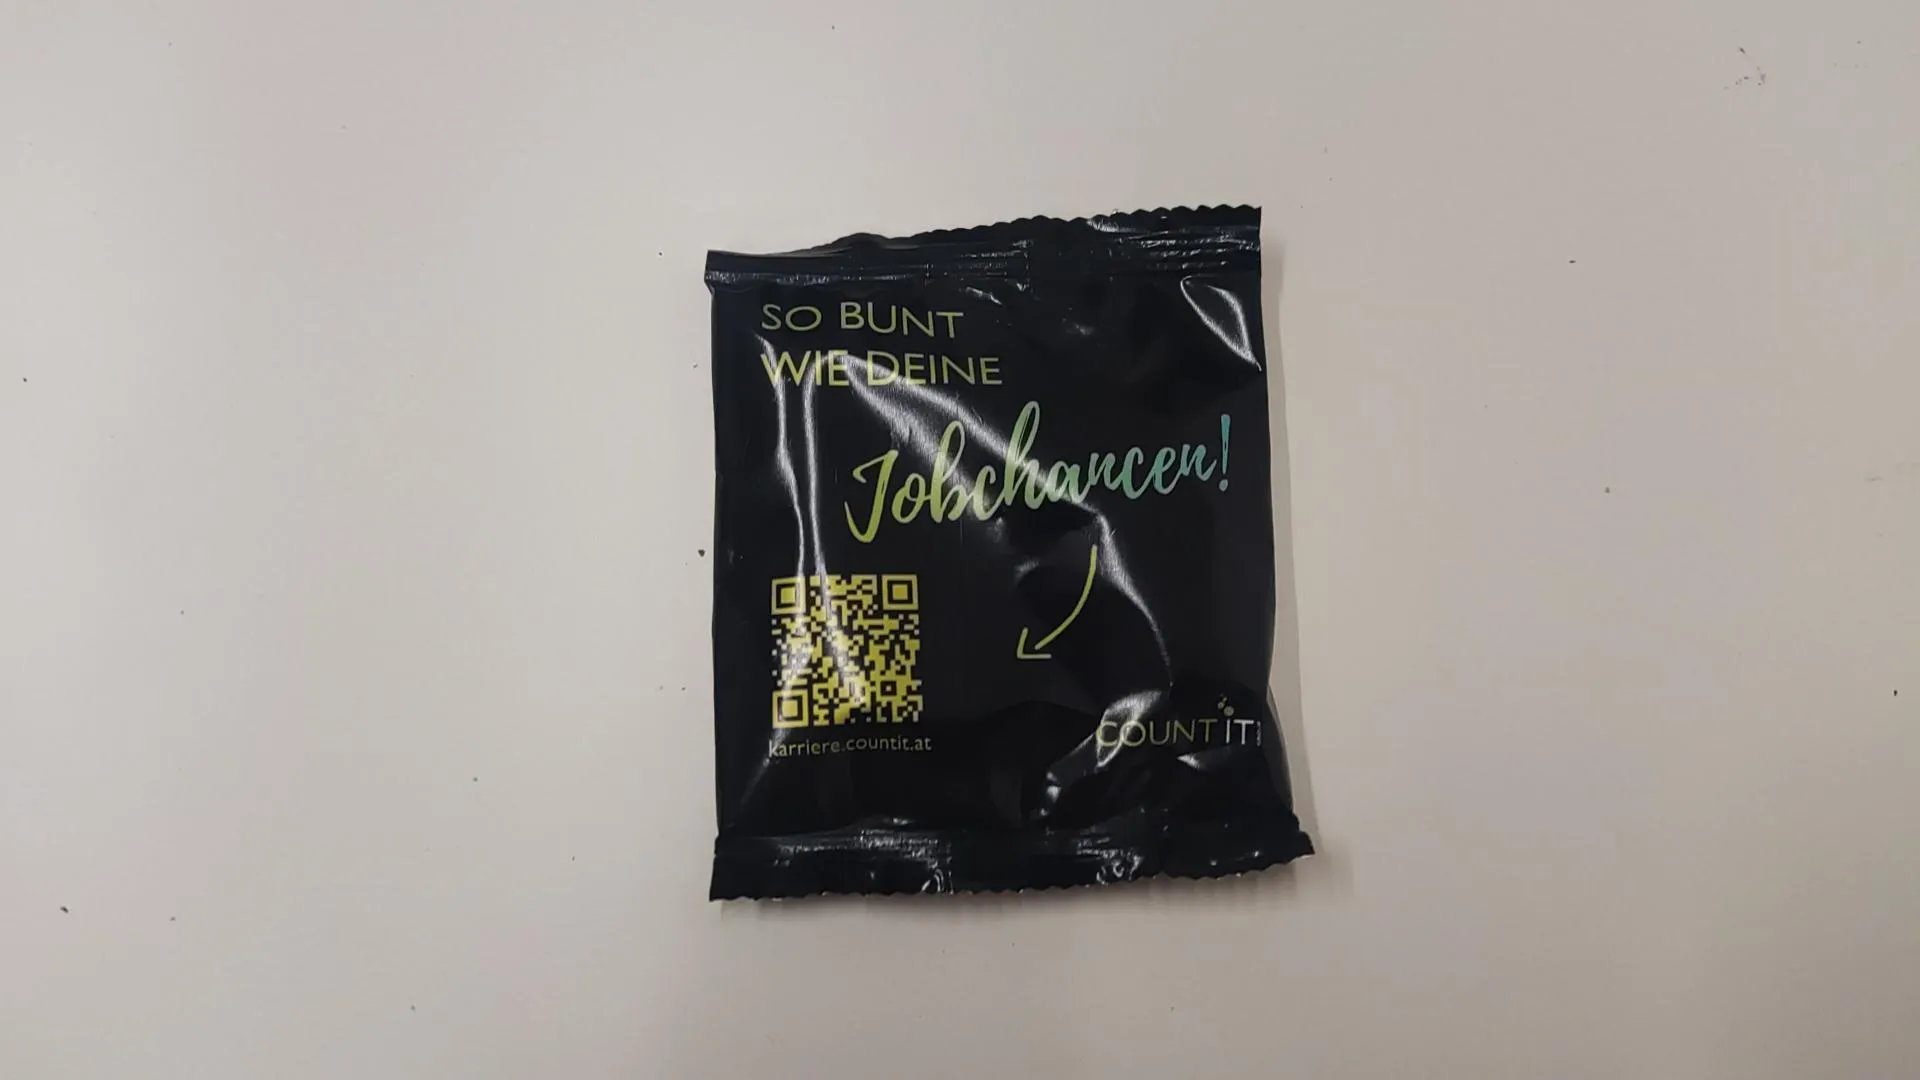 SO BUNT
WIE DEINE
Jobchancen!
karriere.countit.at
COUNT IT